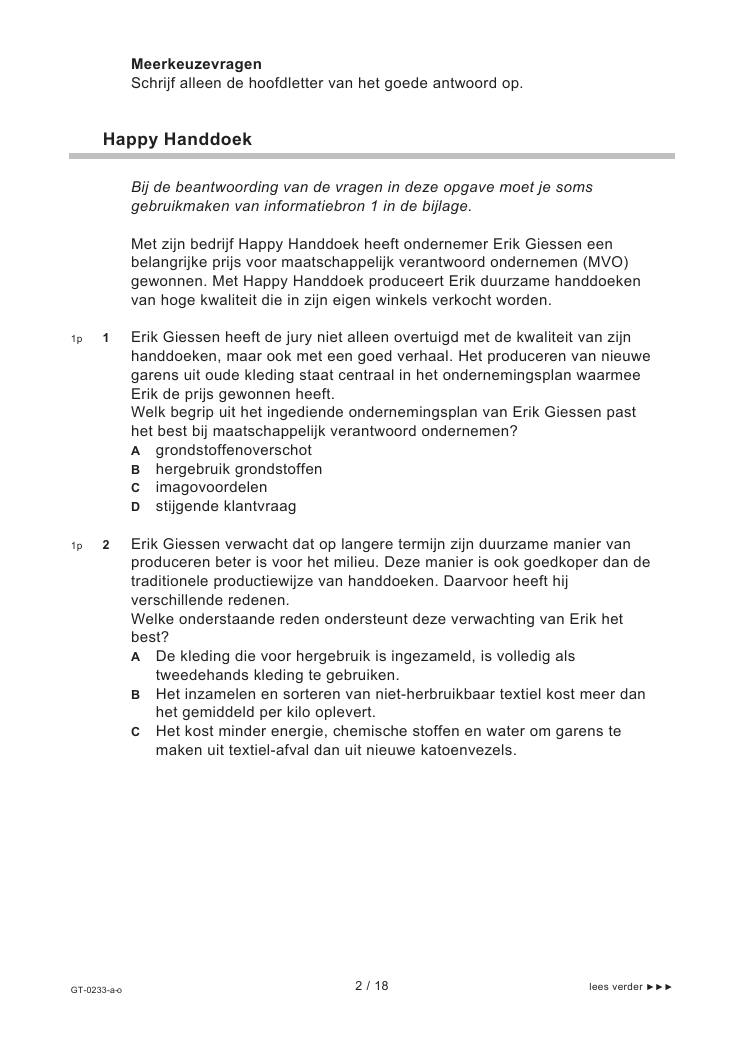 Meerkeuzevragen
Schrijf alleen de hoofdletter van het goede antwoord op.
Happy Handdoek
Bij de beantwoording van de vragen in deze opgave moet je soms
gebruikmaken van informatiebron 1 in de bijlage.
Met zijn bedrijf Happy Handdoek heeft ondernemer Erik Giessen een
belangrijke prijs voor maatschappelijk verantwoord ondernemen (MVO)
gewonnen. Met Happy Handdoek produceert Erik duurzame handdoeken
van hoge kwaliteit die in zijn eigen winkels verkocht worden.
1p 1 Erik Giessen heeft de jury niet alleen overtuigd met de kwaliteit van zijn
handdoeken, maar ook met een goed verhaal. Het produceren van nieuwe
garens uit oude kleding staat centraal in het ondernemingsplan waarmee
Erik de prijs gewonnen heeft.
Welk begrip uit het ingediende ondernemingsplan van Erik Giessen past
het best bij maatschappelijk verantwoord ondernemen?
A grondstoffenoverschot
B hergebruik grondstoffen
C imagovoordelen
D stijgende klantvraag
1p 2 Erik Giessen verwacht dat op langere termijn zijn duurzame manier van
produceren beter is voor het milieu. Deze manier is ook goedkoper dan de
traditionele productiewijze van handdoeken. Daarvoor heeft hij
verschillende redenen.
Welke onderstaande reden ondersteunt deze verwachting van Erik het
best?
A De kleding die voor hergebruik is ingezameld, is volledig als
tweedehands kleding te gebruiken.
B Het inzamelen en sorteren van niet-herbruikbaar textiel kost meer dan
het gemiddeld per kilo oplevert.
C Het kost minder energie, chemische stoffen en water om garens te
maken uit textiel-afval dan uit nieuwe katoenvezels.
GT-0233-a-o 2 / 18 lees verder ►►►